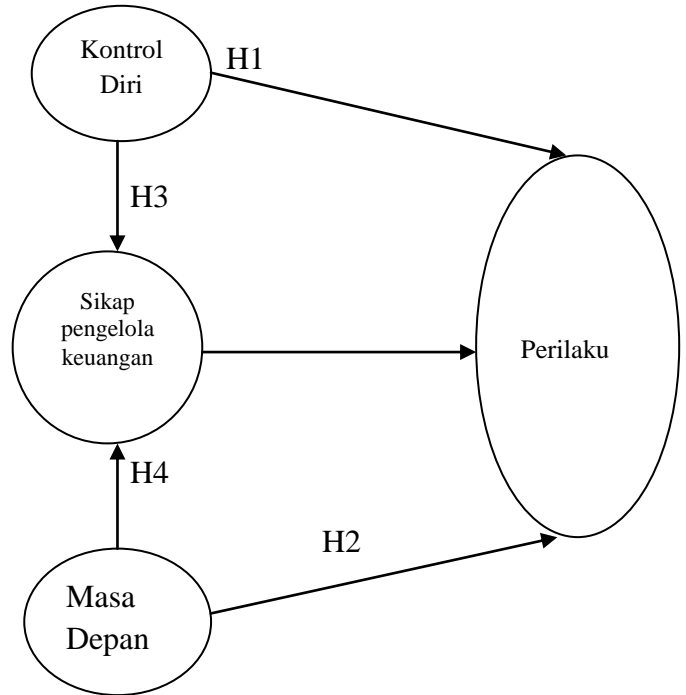 Kontrol
Diri
H1
H3
Sikap
pengelola
keuangan
Perilaku
H4
H2
Masa
Depan